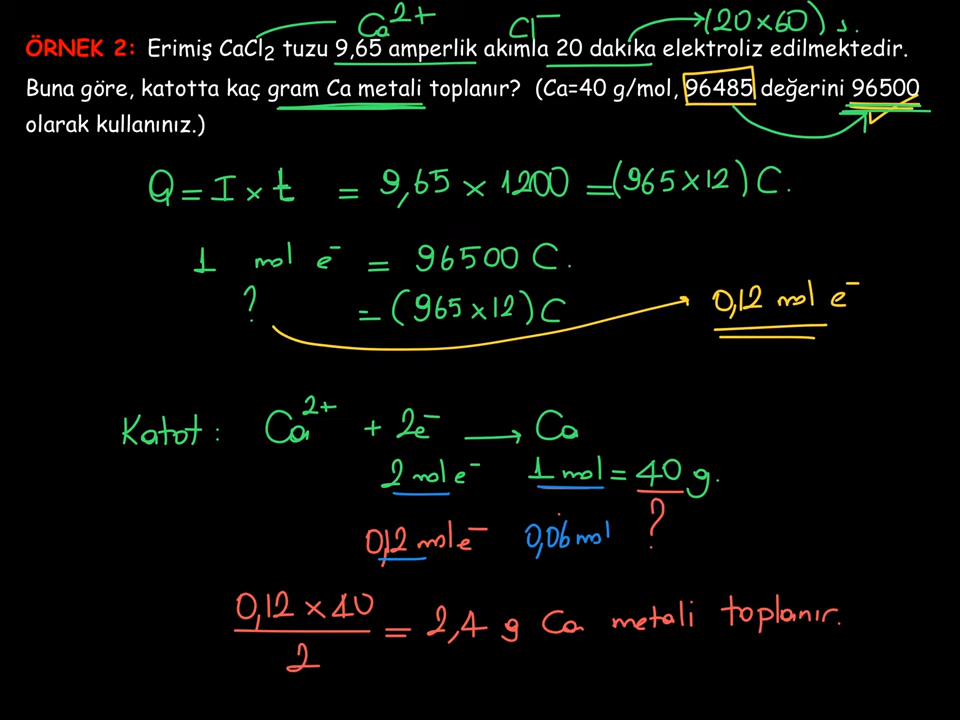 Ca²⁺ Cl⁻ (20×60) s.
ÖRNEK 2: Erimiş CaCl₂ tuzu 9,65 amperlik akımla 20 dakika elektroliz edilmektedir.
Buna göre, katotta kaç gram Ca metali toplanır? (Ca=40 g/mol, 96485 değerini 96500
olarak kullanınız.)
Q = I × t = 9,65 × 1200 = (965×12) C.
1 mol e⁻ = 96500 C.
? = (965×12) C
0,12 mol e⁻
Katot: Ca²⁺ + 2e⁻ → Ca
2 mol e⁻ 1 mol = 40 g.
0,12 mol e⁻ 0,06 mol ?
0,12 × 40
= 2,4 g Ca metali toplanır.
2